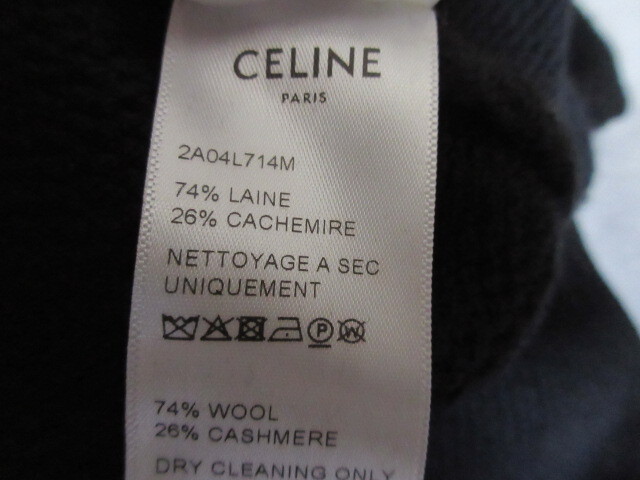 CELINE
PARIS
2A04L714M
74% LAINE
26% CACHEMIRE
NETTOYAGE A SEC
UNIQUEMENT
P W
74% WOOL
26% CASHMERE
DRY CLEANING ONLY